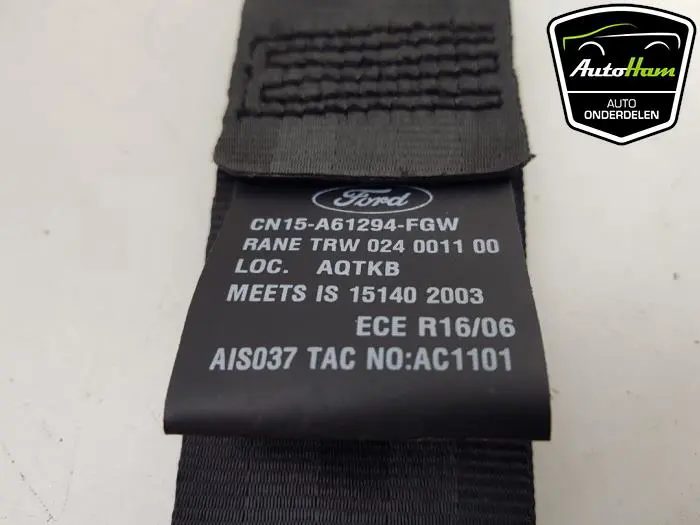 AutoHam
AUTO
ONDERDELEN
Ford
CN15-A61294-FGW
RANE TRW 024 0011 00
LOC. AQTKB
MEETS IS 15140 2003
ECE R16/06
AIS037 TAC NO:AC1101